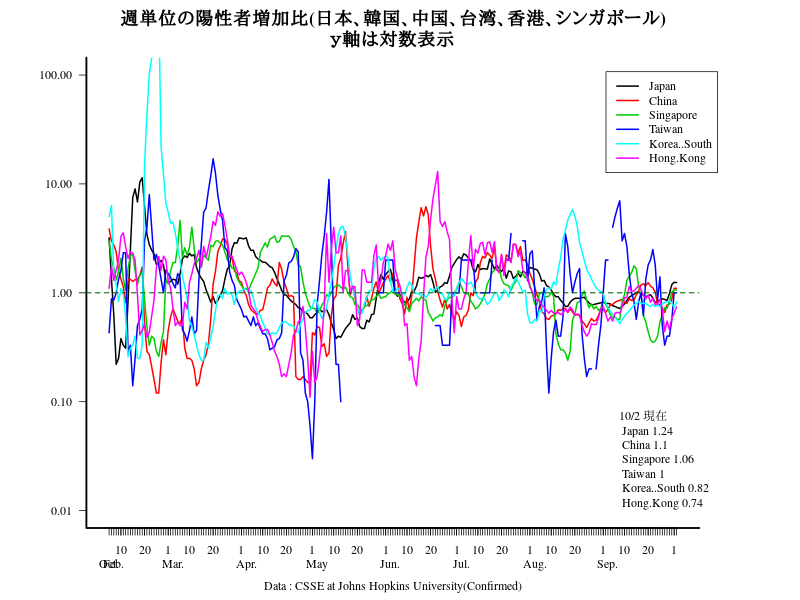 週単位の陽性者増加比(日本、韓国、中国、台湾、香港、シンガポール)
y軸は対数表示
100.00
10.00
1.00
0.10
0.01
Japan
China
Singapore
Taiwan
Korea..South
Hong.Kong
10/2 現在
Japan 1.24
China 1.1
Singapore 1.06
Taiwan 1
Korea..South 0.82
Hong.Kong 0.74
10 20 1 10 20 1 10 20 1 10 20 1 10 20 1 10 20 1 10 20 1 10 20 1
Oct Feb. Mar. Apr. May Jun. Jul. Aug. Sep.
Data : CSSE at Johns Hopkins University(Confirmed)